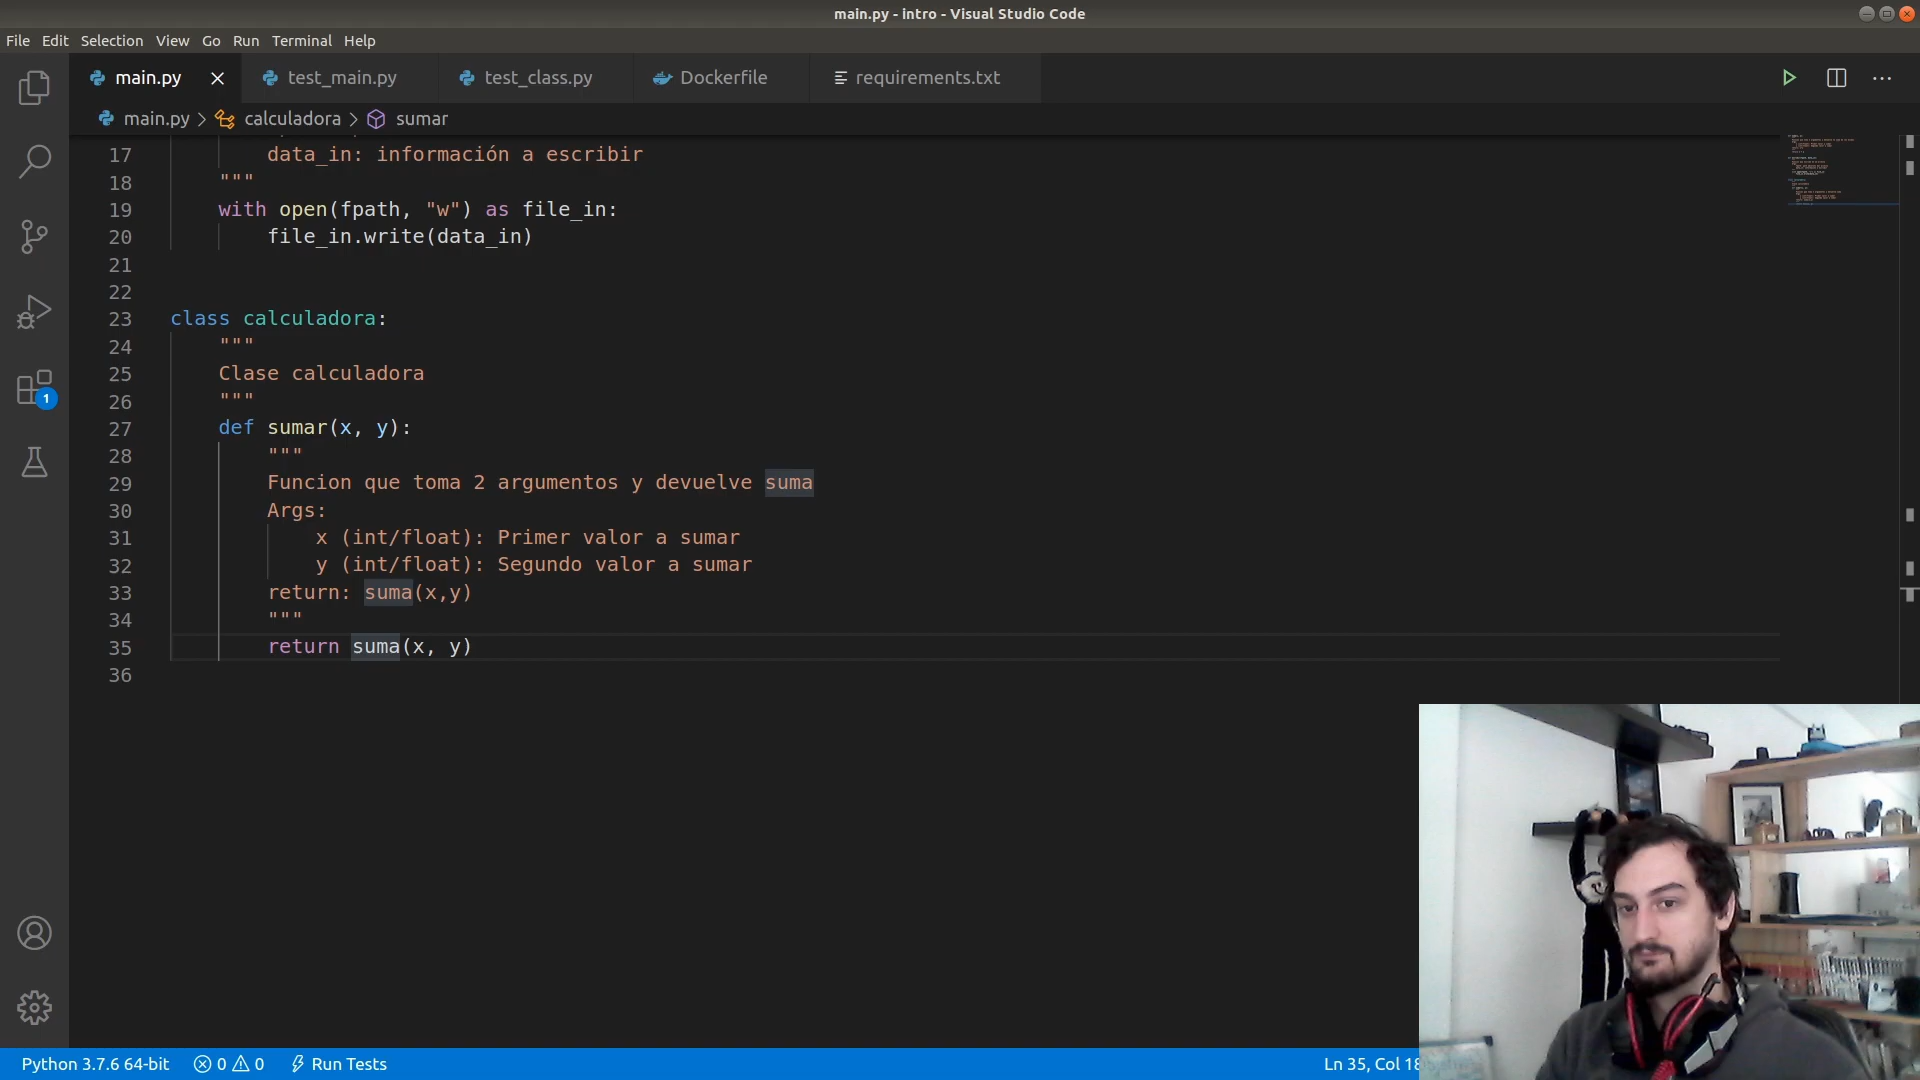 main.py - intro - Visual Studio Code
File Edit Selection View Go Run Terminal Help
main.py test_main.py test_class.py Dockerfile requirements.txt
main.py > calculadora > sumar
17 data_in: información a escribir
18 """
19 with open(fpath, "w") as file_in:
20 file_in.write(data_in)
21
22
23 class calculadora:
24 """
25 Clase calculadora
26 """
27 def sumar(x, y):
28 """
29 Funcion que toma 2 argumentos y devuelve suma
30 Args:
31 x (int/float): Primer valor a sumar
32 y (int/float): Segundo valor a sumar
33 return: suma(x,y)
34 """
35 return suma(x, y)
36
1
Python 3.7.6 64-bit 0 0 Run Tests Ln 35, Col